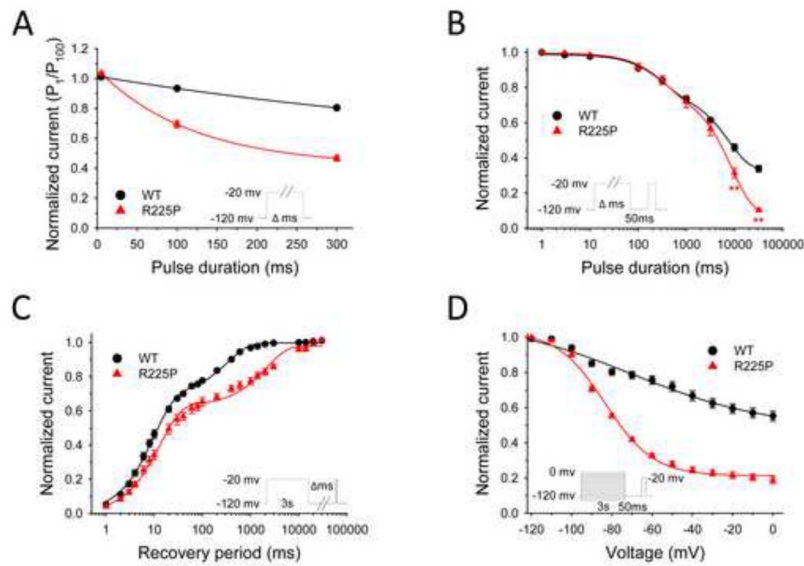 A
Normalized current (P1/P100)
1.2
1.0
0.8
0.6
0.4
0.2
0.0
WT
R225P
-20 mv
-120 mv
Δ ms
0 50 100 150 200 250 300
Pulse duration (ms)
B
Normalized current
1.0
0.8
0.6
0.4
0.2
0.0
WT
R225P
-20 mv
-120 mv
Δ ms
50ms
**
**
1 10 100 1000 10000
Pulse duration (ms)
C
Normalized current
1.0
0.8
0.6
0.4
0.2
0.0
WT
R225P
-20 mv
Δms
-120 mv
3s
1 10 100 1000 10000 100000
Recovery period (ms)
D
Normalized current
1.0
0.8
0.6
0.4
0.2
0.0
WT
R225P
0 mv
-20 mv
-120 mv
3s 50ms
-120 -100 -80 -60 -40 -20 0
Voltage (mV)